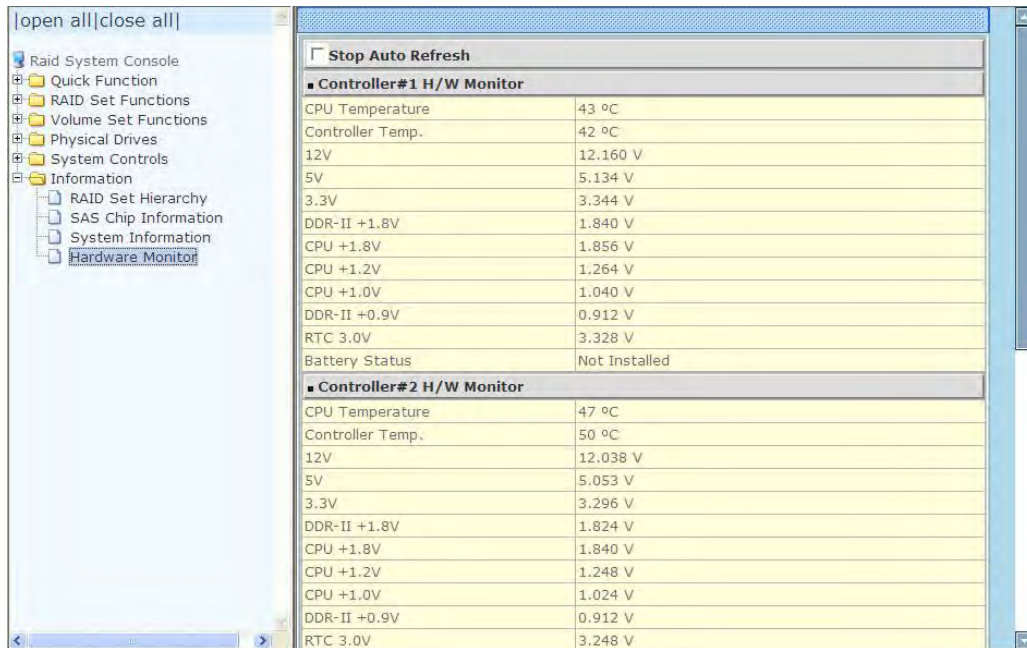 |open all|close all|
Raid System Console
Quick Function
RAID Set Functions
Volume Set Functions
Physical Drives
System Controls
Information
RAID Set Hierarchy
SAS Chip Information
System Information
Hardware Monitor
Stop Auto Refresh
Controller#1 H/W Monitor
CPU Temperature 43 ºC
Controller Temp. 42 ºC
12V 12.160 V
5V 5.134 V
3.3V 3.344 V
DDR-II +1.8V 1.840 V
CPU +1.8V 1.856 V
CPU +1.2V 1.264 V
CPU +1.0V 1.040 V
DDR-II +0.9V 0.912 V
RTC 3.0V 3.328 V
Battery Status Not Installed
Controller#2 H/W Monitor
CPU Temperature 47 ºC
Controller Temp. 50 ºC
12V 12.038 V
5V 5.053 V
3.3V 3.296 V
DDR-II +1.8V 1.824 V
CPU +1.8V 1.840 V
CPU +1.2V 1.248 V
CPU +1.0V 1.024 V
DDR-II +0.9V 0.912 V
RTC 3.0V 3.248 V